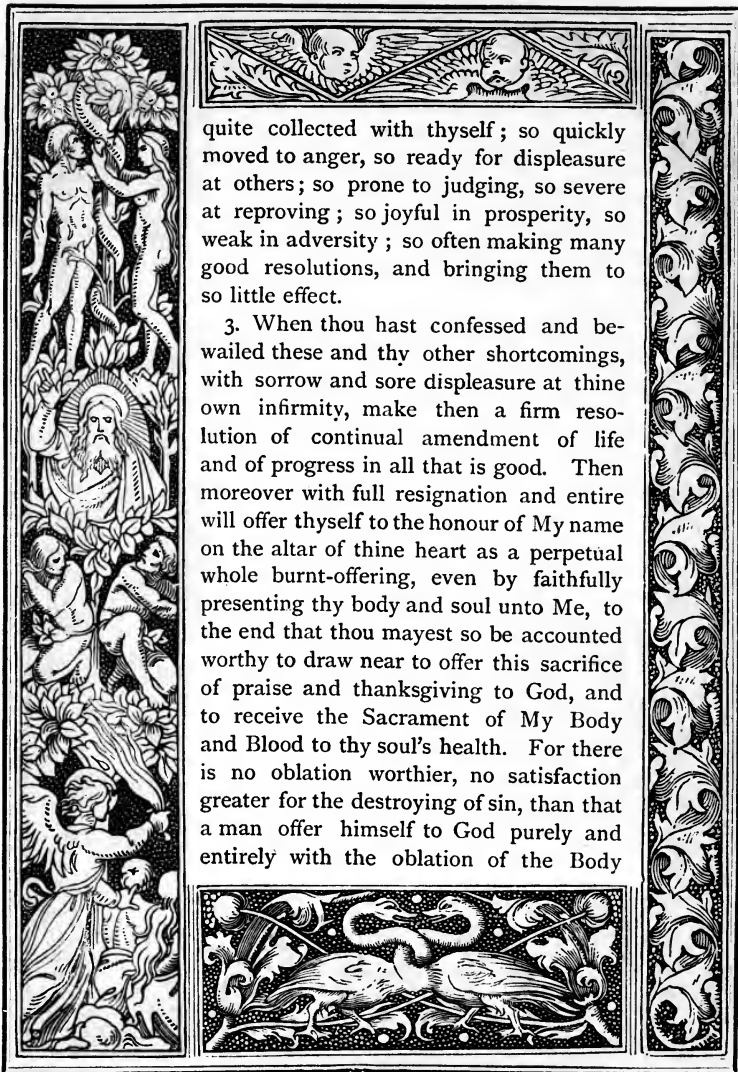 quite collected with thyself; so quickly
moved to anger, so ready for displeasure
at others; so prone to judging, so severe
at reproving; so joyful in prosperity, so
weak in adversity; so often making many
good resolutions, and bringing them to
so little effect.
3. When thou hast confessed and be-
wailed these and thy other shortcomings,
with sorrow and sore displeasure at thine
own infirmity, make then a firm reso-
lution of continual amendment of life
and of progress in all that is good. Then
moreover with full resignation and entire
will offer thyself to the honour of My name
on the altar of thine heart as a perpetual
whole burnt-offering, even by faithfully
presenting thy body and soul unto Me, to
the end that thou mayest so be accounted
worthy to draw near to offer this sacrifice
of praise and thanksgiving to God, and
to receive the Sacrament of My Body
and Blood to thy soul's health. For there
is no oblation worthier, no satisfaction
greater for the destroying of sin, than that
a man offer himself to God purely and
entirely with the oblation of the Body